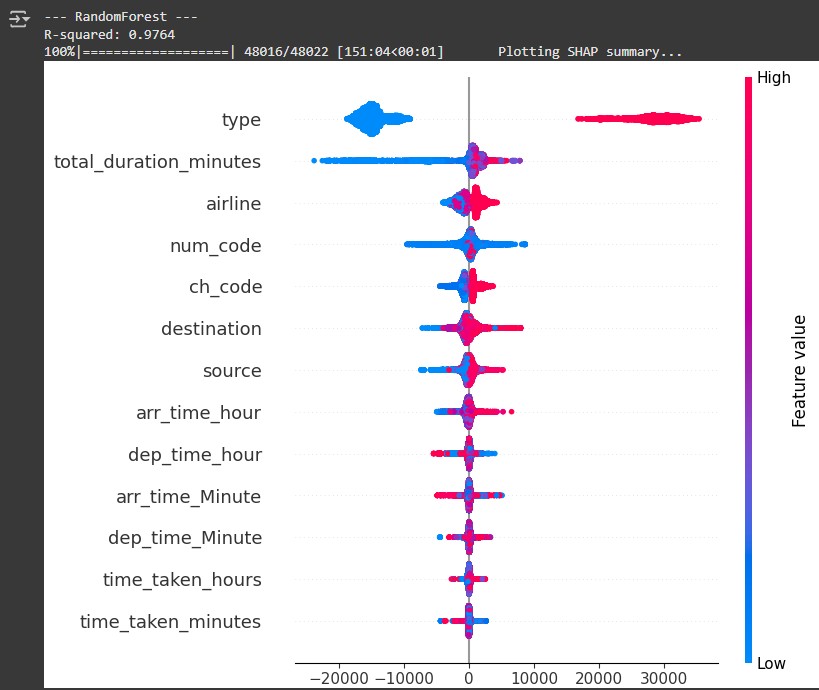 --- RandomForest ---
R-squared: 0.9764
100%|===================| 48016/48022 [151:04<00:01]       Plotting SHAP summary...
High
type
total_duration_minutes
airline
num_code
ch_code
destination
source
arr_time_hour
dep_time_hour
arr_time_Minute
dep_time_Minute
time_taken_hours
time_taken_minutes
Feature value
Low
−20000 −10000 0 10000 20000 30000